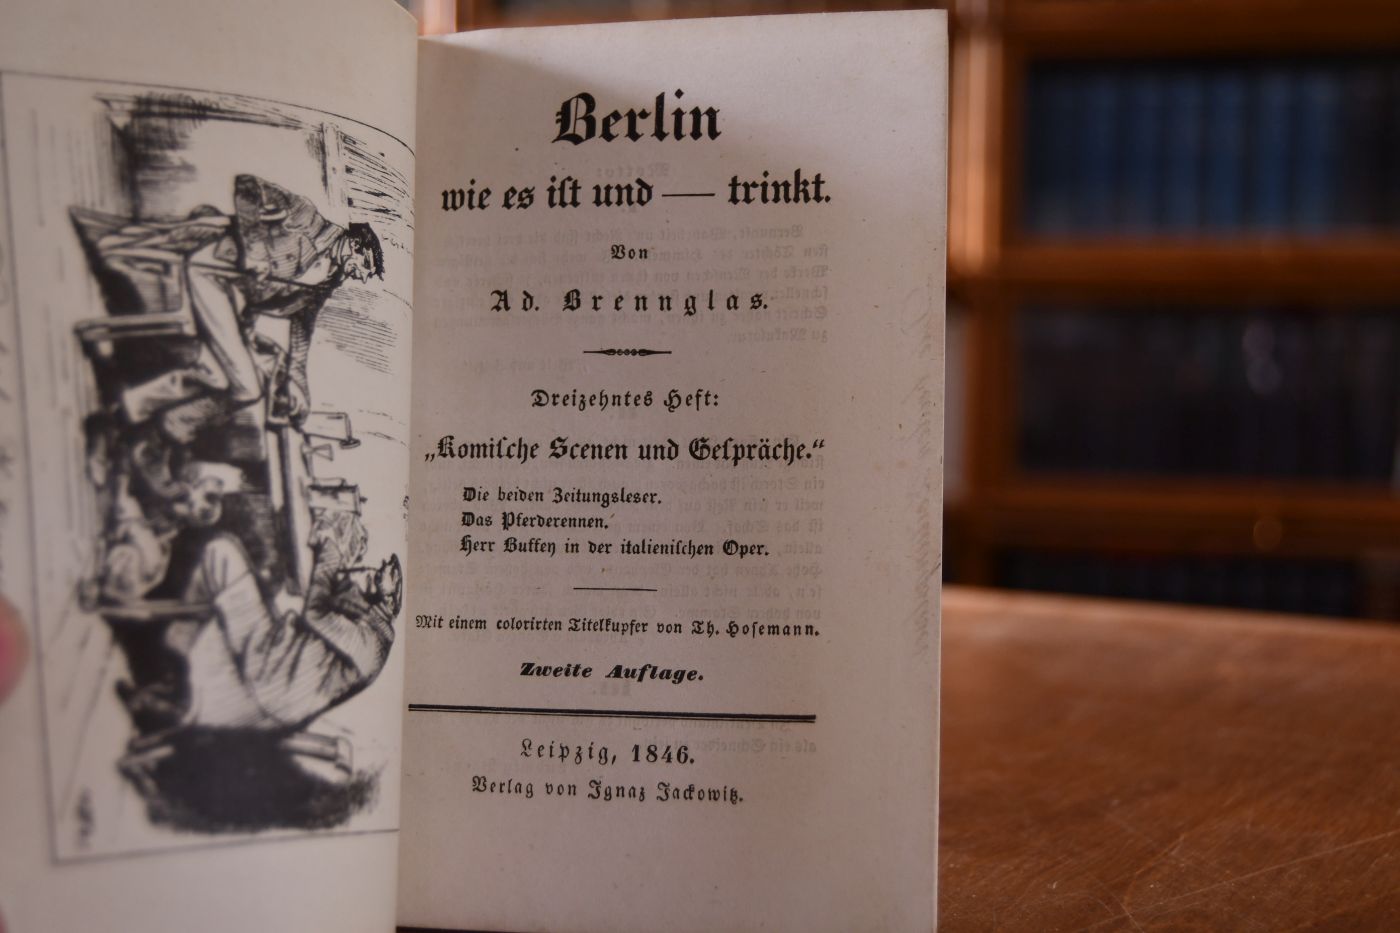 Berlin
wie es iſt und — trinkt.
Von
Ad. Brennglas.
Dreizehntes Heft:
„Komiſche Scenen und Geſpräche.“
Die beiden Zeitungsleser.
Das Pferderennen.
Herr Buffey in der italieniſchen Oper.
Mit einem colorirten Titelkupfer von Th. Hoſemann.
Zweite Auflage.
Leipzig, 1846.
Verlag von Ignaz Jackowitz.